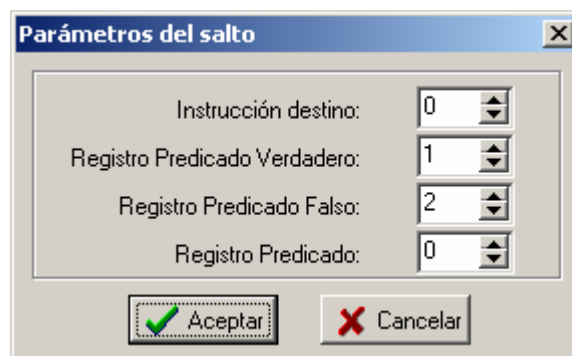 Parámetros del salto
Instrucción destino: 0
Registro Predicado Verdadero: 1
Registro Predicado Falso: 2
Registro Predicado: 0
Aceptar Cancelar